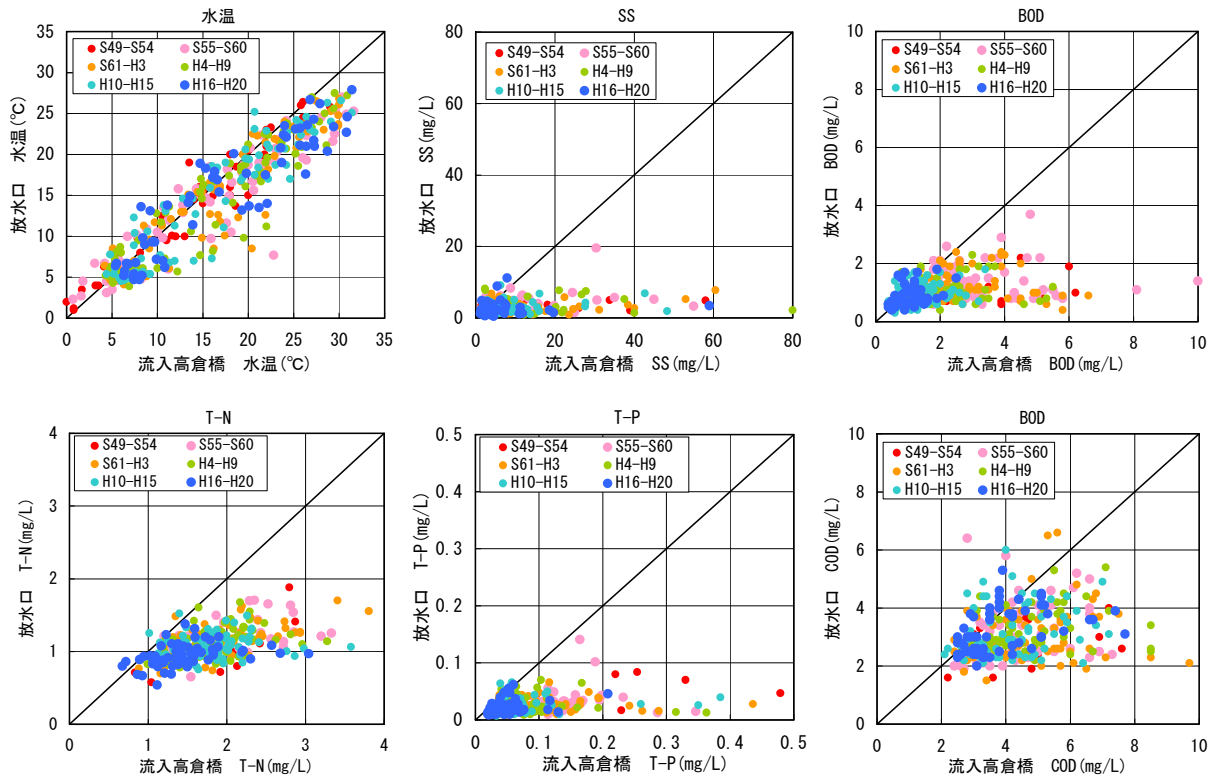 水温
35
30
25
20
15
10
5
0
0 5 10 15 20 25 30 35
放水口 水温(℃)
流入高倉橋 水温(℃)
S49-S54 S55-S60
S61-H3 H4-H9
H10-H15 H16-H20
SS
80
60
40
20
0
0 20 40 60 80
放水口 SS(mg/L)
流入高倉橋 SS(mg/L)
S49-S54 S55-S60
S61-H3 H4-H9
H10-H15 H16-H20
BOD
10
8
6
4
2
0
0 2 4 6 8 10
放水口 BOD(mg/L)
流入高倉橋 BOD(mg/L)
S49-S54 S55-S60
S61-H3 H4-H9
H10-H15 H16-H20
T-N
4
3
2
1
0
0 1 2 3 4
放水口 T-N(mg/L)
流入高倉橋 T-N(mg/L)
S49-S54 S55-S60
S61-H3 H4-H9
H10-H15 H16-H20
T-P
0.5
0.4
0.3
0.2
0.1
0
0 0.1 0.2 0.3 0.4 0.5
放水口 T-P(mg/L)
流入高倉橋 T-P(mg/L)
S49-S54 S55-S60
S61-H3 H4-H9
H10-H15 H16-H20
BOD
10
8
6
4
2
0
0 2 4 6 8 10
放水口 COD(mg/L)
流入高倉橋 COD(mg/L)
S49-S54 S55-S60
S61-H3 H4-H9
H10-H15 H16-H20